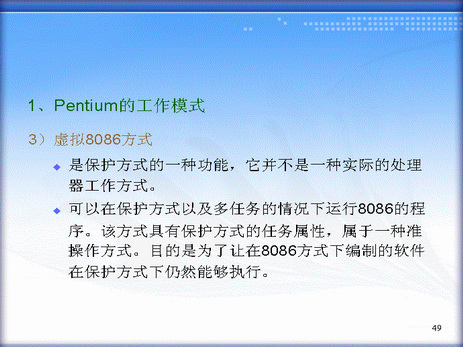 1、Pentium的工作模式
3）虚拟8086方式
是保护方式的一种功能，它并不是一种实际的处理
器工作方式。
可以在保护方式以及多任务的情况下运行8086的程
序。该方式具有保护方式的任务属性，属于一种准
操作方式。目的是为了让在8086方式下编制的软件
在保护方式下仍然能够执行。
49